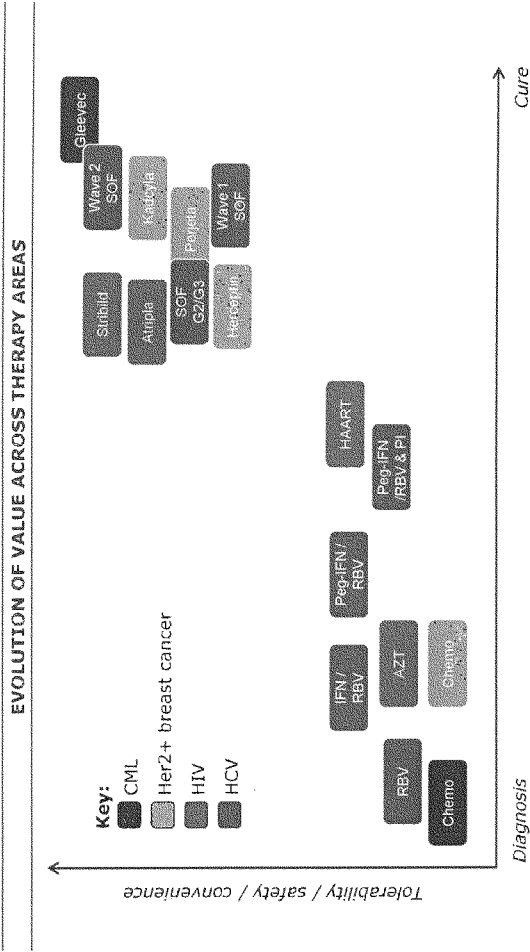 EVOLUTION OF VALUE ACROSS THERAPY AREAS
Key:
CML
Her2+ breast cancer
HIV
HCV
Tolerability / safety / convenience
Gleevec
Stribild
Wave 2
SOF
Atripla
Kadcyla
SOF
G2/G3
Perjeta
Herceptin
Wave 1
SOF
IFN /
RBV
Peg-IFN /
RBV
HAART
RBV
AZT
Peg-IFN
/RBV & PI
Chemo
Chemo
Diagnosis
Cure